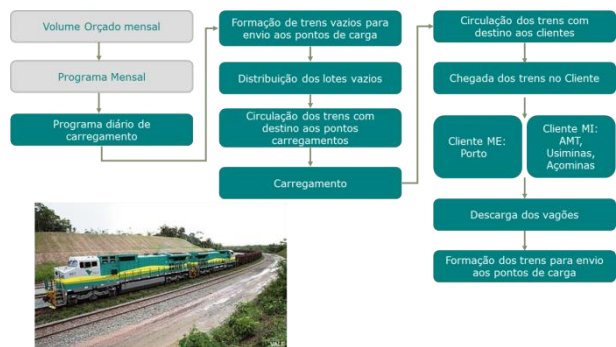 Volume Orçado mensal
Programa Mensal
Programa diário de
carregamento
Formação de trens vazios para
envio aos pontos de carga
Distribuição dos lotes vazios
Circulação dos trens com
destino aos pontos
carregamentos
Carregamento
Circulação dos trens com
destino aos clientes
Chegada dos trens no Cliente
Cliente ME:
Porto
Cliente MI:
AMT,
Usiminas,
Açominas
Descarga dos vagões
Formação dos trens para envio
aos pontos de carga
VALE